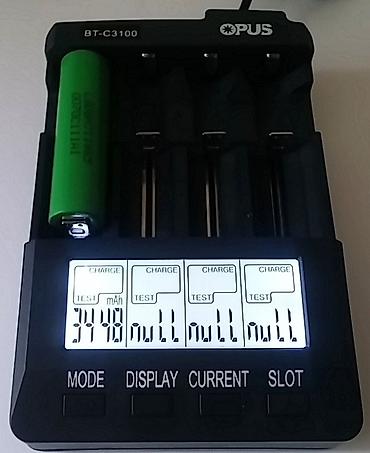 BT-C3100
OPUS
CHARGE CHARGE CHARGE CHARGE
TEST mAh TEST TEST TEST
3448 null null null
MODE DISPLAY CURRENT SLOT